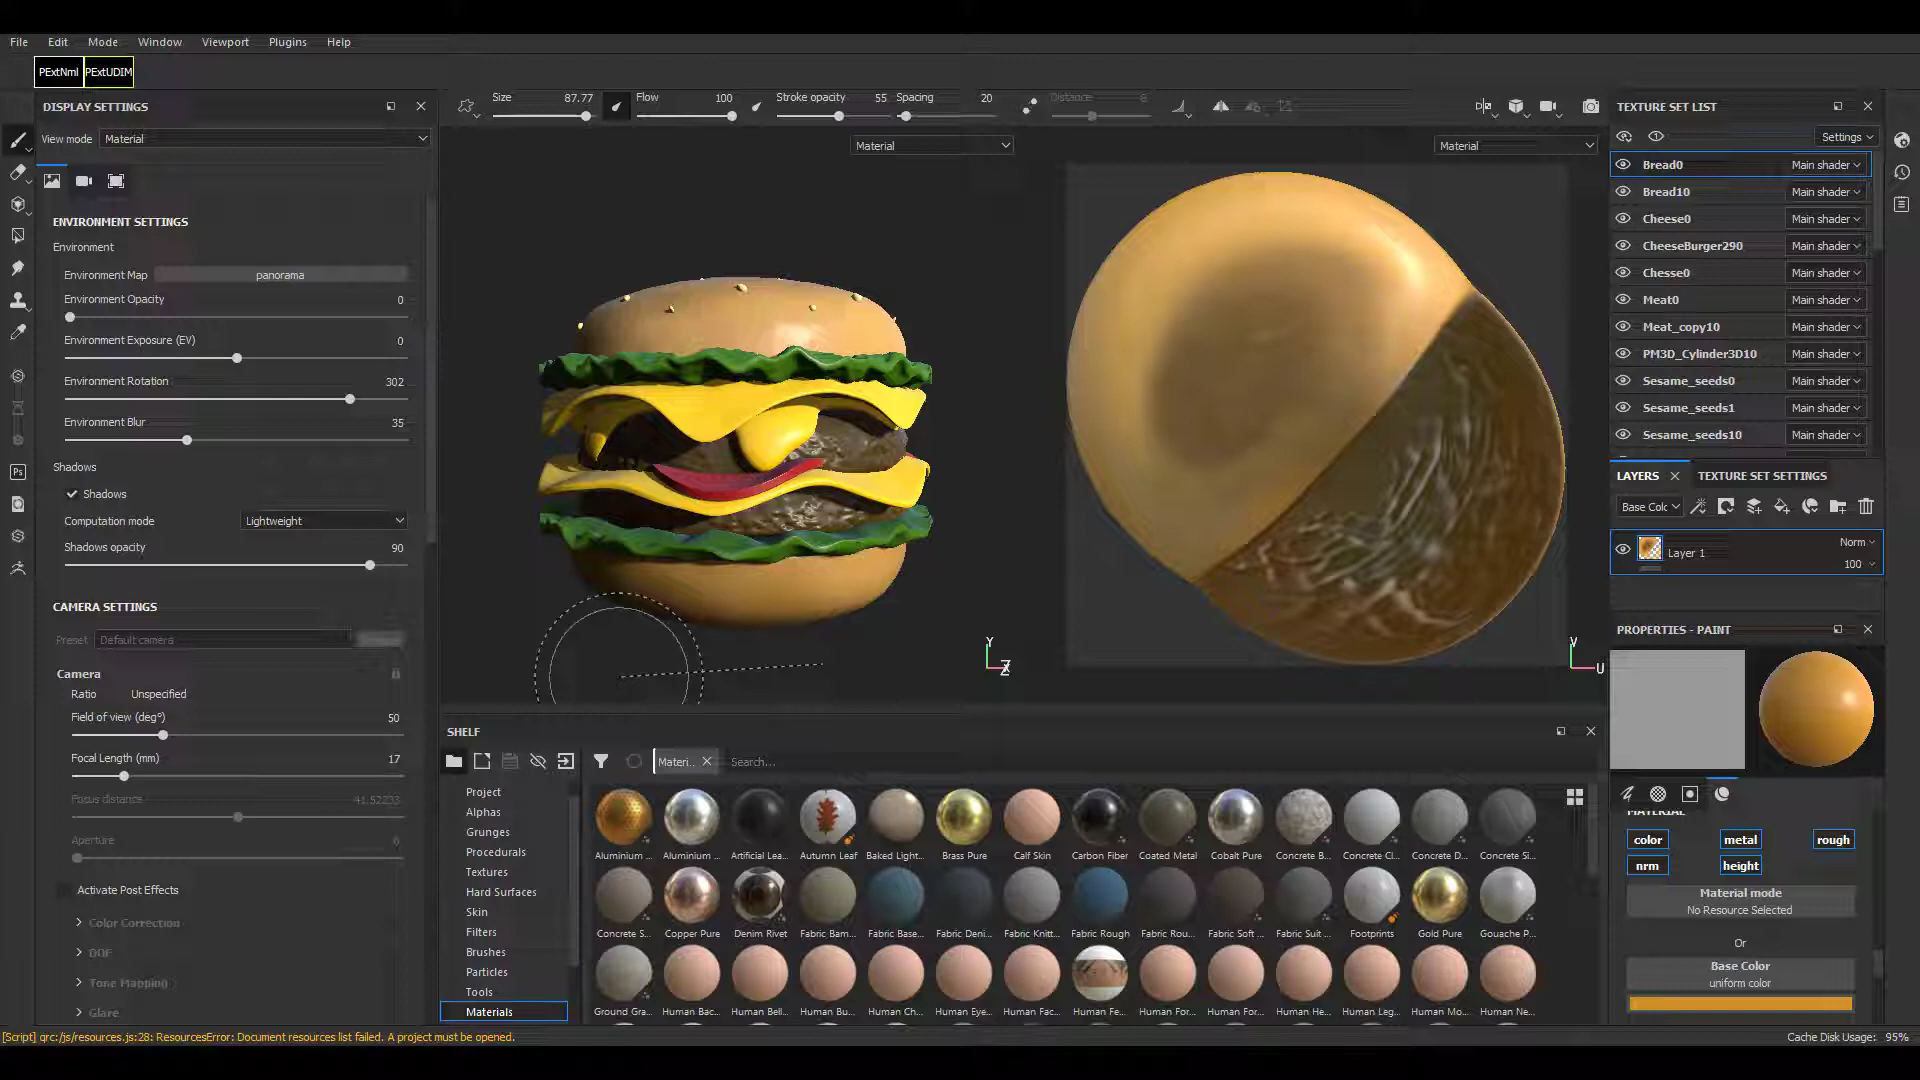 File Edit Mode Window Viewport Plugins Help
PExtNml PExtUDIM
DISPLAY SETTINGS
View mode Material
ENVIRONMENT SETTINGS
Environment
Environment Map panorama
Environment Opacity 0
Environment Exposure (EV) 0
Environment Rotation 302
Environment Blur 35
Shadows
Shadows
Computation mode Lightweight
Shadows opacity 90
CAMERA SETTINGS
Preset Default camera
Camera
Ratio Unspecified
Field of view (deg°) 50
Focal Length (mm) 17
Focus distance 41.52233
Aperture 0
Activate Post Effects
Color Correction
DOF
Tone Mapping
Glare
Size 87.77 Flow 100 Stroke opacity 55 Spacing 20 Distance
Material Material
Y
Z
V
U
SHELF
Materi.. Search...
Project
Alphas
Grunges
Procedurals
Textures
Hard Surfaces
Skin
Filters
Brushes
Particles
Tools
Materials
Aluminium ... Aluminium ... Artificial Lea... Autumn Leaf Baked Light... Brass Pure Calf Skin Carbon Fiber Coated Metal Cobalt Pure Concrete B... Concrete Cl... Concrete D... Concrete Si...
Concrete S... Copper Pure Denim Rivet Fabric Bam... Fabric Base... Fabric Deni... Fabric Knitt... Fabric Rough Fabric Rou... Fabric Soft ... Fabric Suit ... Footprints Gold Pure Gouache P...
Ground Gra... Human Bac... Human Bell... Human Bu... Human Ch... Human Eye... Human Fac... Human Fe... Human For... Human For... Human He... Human Leg... Human Mo... Human Ne...
TEXTURE SET LIST
Settings
Bread0 Main shader
Bread10 Main shader
Cheese0 Main shader
CheeseBurger290 Main shader
Chesse0 Main shader
Meat0 Main shader
Meat_copy10 Main shader
PM3D_Cylinder3D10 Main shader
Sesame_seeds0 Main shader
Sesame_seeds1 Main shader
Sesame_seeds10 Main shader
LAYERS TEXTURE SET SETTINGS
Base Colc
Layer 1 Norm
100
PROPERTIES - PAINT
MATERIAL
color metal rough
nrm height
Material mode
No Resource Selected
Or
Base Color
uniform color
[Script] qrc:/js/resources.js:28: ResourcesError: Document resources list failed. A project must be opened.
Cache Disk Usage: 95%
Ps